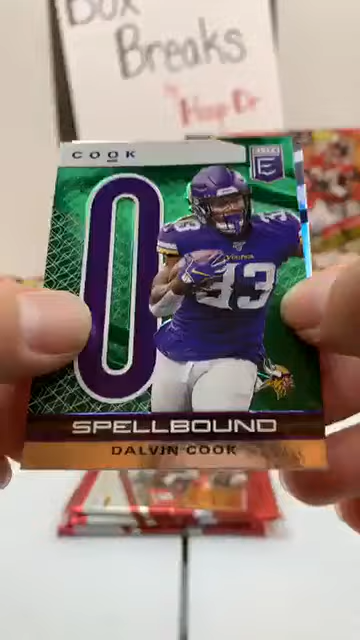 Box
Breaks
COOK
E
O
33
33
VIKINGS
SPELLBOUND
DALVIN COOK